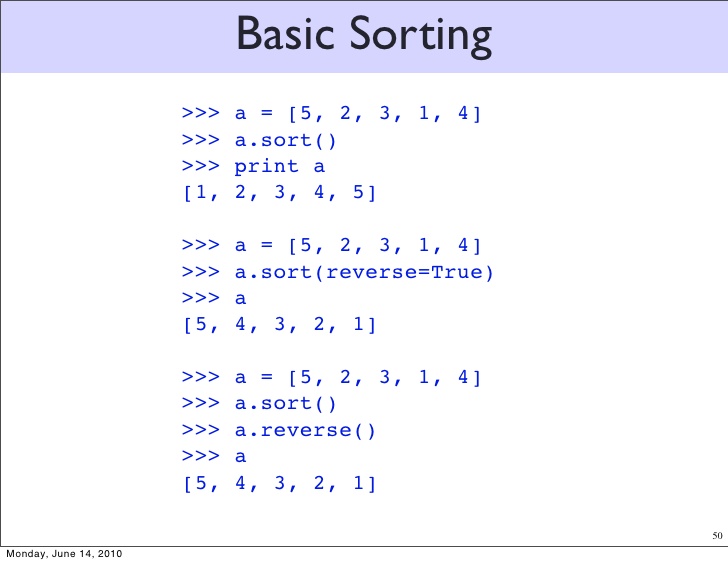 Basic Sorting
>>> a = [5, 2, 3, 1, 4]
>>> a.sort()
>>> print a
[1, 2, 3, 4, 5]
>>> a = [5, 2, 3, 1, 4]
>>> a.sort(reverse=True)
>>> a
[5, 4, 3, 2, 1]
>>> a = [5, 2, 3, 1, 4]
>>> a.sort()
>>> a.reverse()
>>> a
[5, 4, 3, 2, 1]
50
Monday, June 14, 2010